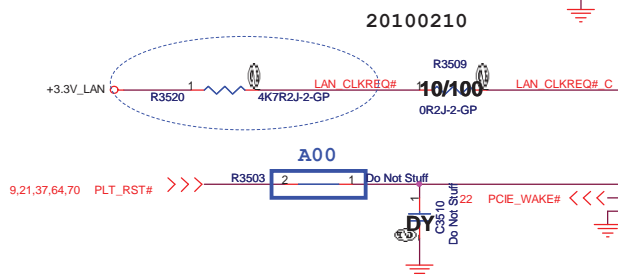 20100210
R3509
+3.3V_LAN 1 LAN_CLKREQ# 1 10/100 LAN_CLKREQ#_C
R3520 4K7R2J-2-GP 0R2J-2-GP
A00
R3503 2 1 Do Not Stuff
9,21,37,64,70 PLT_RST# 22 PCIE_WAKE#
1
DY
C3510
Do Not Stuff